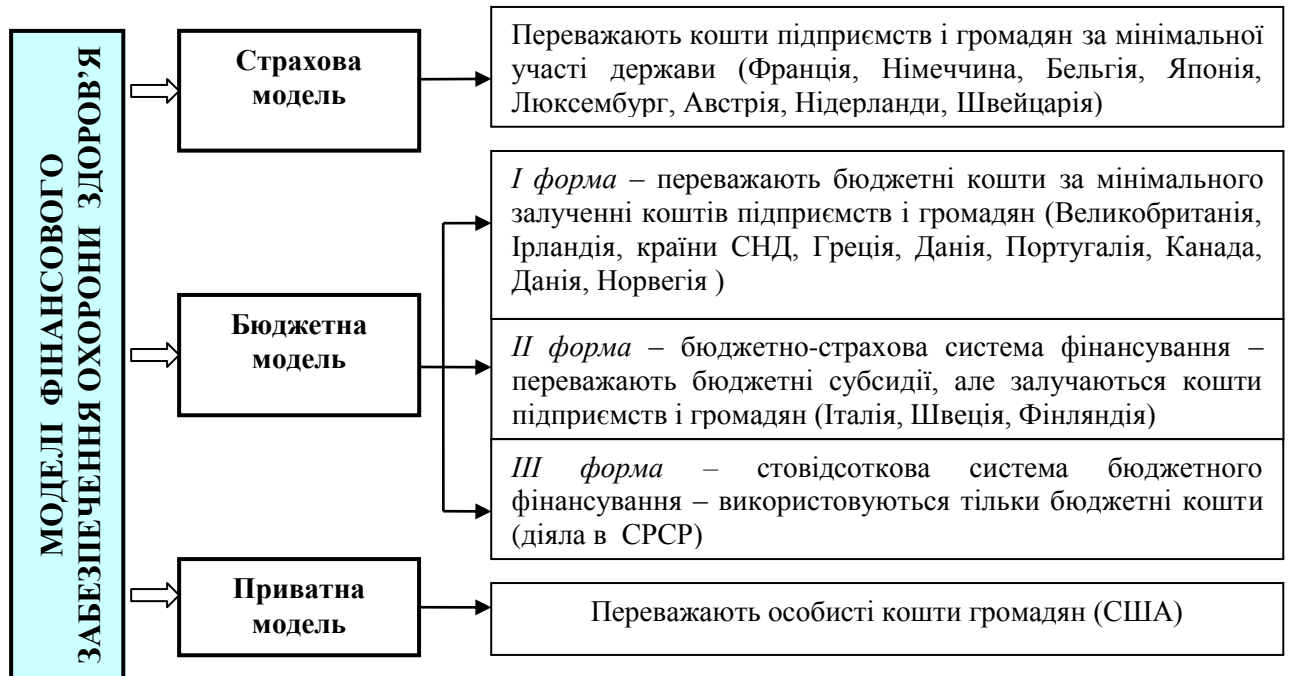 МОДЕЛІ ФІНАНСОВОГО
ЗАБЕЗПЕЧЕННЯ ОХОРОНИ ЗДОРОВ’Я
Страхова
модель
Переважають кошти підприємств і громадян за мінімальної
участі держави (Франція, Німеччина, Бельгія, Японія,
Люксембург, Австрія, Нідерланди, Швейцарія)
Бюджетна
модель
І форма – переважають бюджетні кошти за мінімального
залученні коштів підприємств і громадян (Великобританія,
Ірландія, країни СНД, Греція, Данія, Португалія, Канада,
Данія, Норвегія )
ІІ форма – бюджетно-страхова система фінансування –
переважають бюджетні субсидії, але залучаються кошти
підприємств і громадян (Італія, Швеція, Фінляндія)
ІІІ форма – стовідсоткова система бюджетного
фінансування – використовуються тільки бюджетні кошти
(діяла в СРСР)
Приватна
модель
Переважають особисті кошти громадян (США)